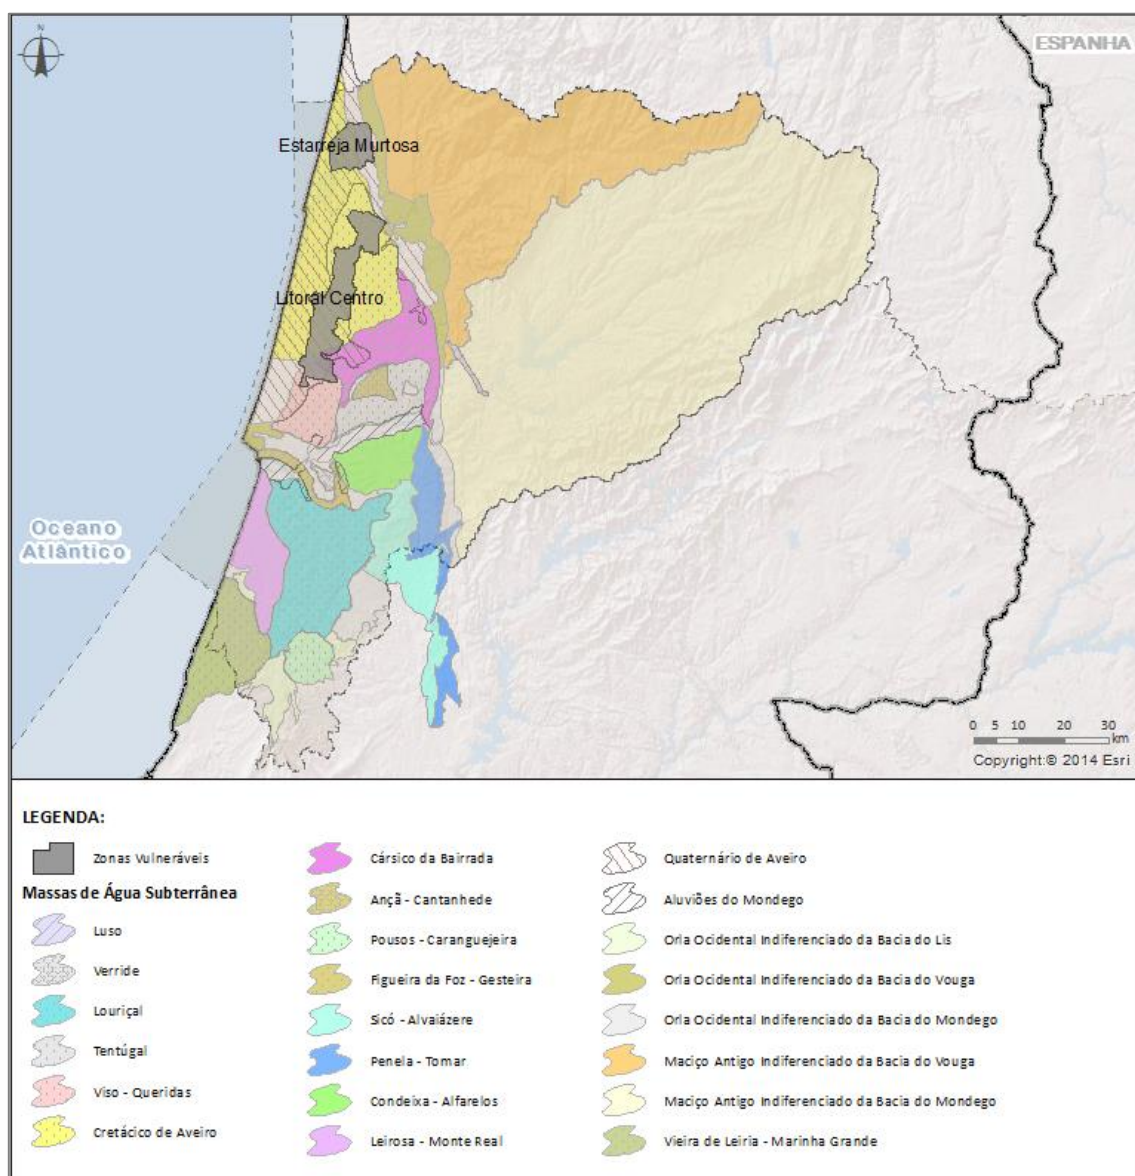 N
ESPANHA
Estarreja Murtosa
Litoral Centro
Oceano
Atlântico
0 5 10 20 30
km
Copyright:© 2014 Esri
LEGENDA:
Zonas Vulneráveis
Massas de Água Subterrânea
Luso
Verride
Louriçal
Tentúgal
Viso - Queridas
Cretácico de Aveiro
Cársico da Bairrada
Ançã - Cantanhede
Pousos - Caranguejeira
Figueira da Foz - Gesteira
Sicó - Alvaiázere
Penela - Tomar
Condeixa - Alfarelos
Leirosa - Monte Real
Quaternário de Aveiro
Aluviões do Mondego
Orla Ocidental Indiferenciado da Bacia do Lis
Orla Ocidental Indiferenciado da Bacia do Vouga
Orla Ocidental Indiferenciado da Bacia do Mondego
Maciço Antigo Indiferenciado da Bacia do Vouga
Maciço Antigo Indiferenciado da Bacia do Mondego
Vieira de Leiria - Marinha Grande